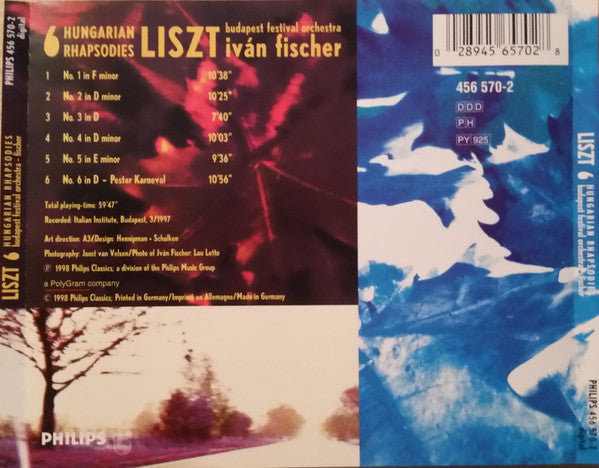 PHILIPS 456 570-2
digital
LISZT 6 HUNGARIAN RHAPSODIES
budapest festival orchestra - fischer
6 HUNGARIAN RHAPSODIES LISZT budapest festival orchestra
iván fischer
1 No. 1 in F minor 10'38"
2 No. 2 in D minor 10'25"
3 No. 3 in D 7'40"
4 No. 4 in D minor 10'03"
5 No. 5 in E minor 9'36"
6 No. 6 in D – Pester Karneval 10'56"
Total playing-time: 59'47"
Recorded: Italian Institute, Budapest, 3/1997
Art direction: A3/Design: Heenipman - Schalkyn
Photography: Joost van Velsen/Photo of Iván Fischer: Lou Letto
Ⓟ 1998 Philips Classics; a division of the Philips Music Group
a PolyGram company
© 1998 Philips Classics, Printed in Germany/Imprimé en Allemagne/Made in Germany
PHILIPS
0 28945 65702 8
456 570-2
DDD
PH
PY 925
LISZT 6 HUNGARIAN RHAPSODIES
budapest festival orchestra-fischer
PHILIPS 456 570-2
digital